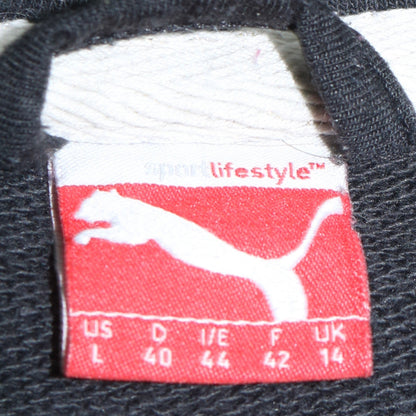 sportlifestyle™
US D I/E F UK
L 40 44 42 14